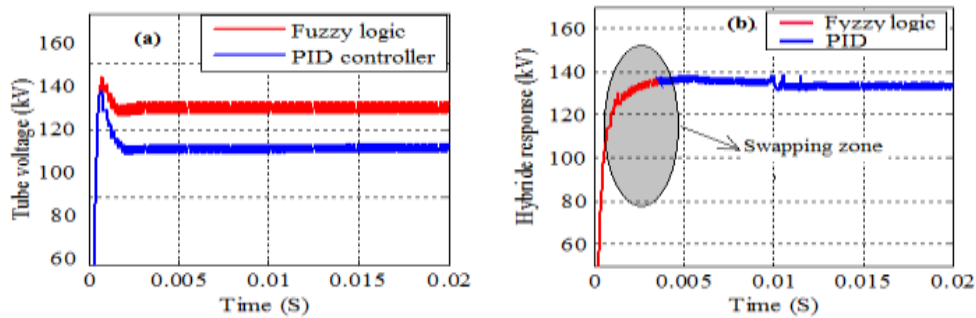 (a)
Fuzzy logic
PID controller
Tube voltage (kV)
160
140
120
100
80
60
0
0.005
0.01
0.015
0.02
Time (S)
(b)
Fyzzy logic
PID
Hybride response (kV)
160
140
120
100
80
60
Swapping zone
0
0.005
0.01
0.015
0.02
Time (S)